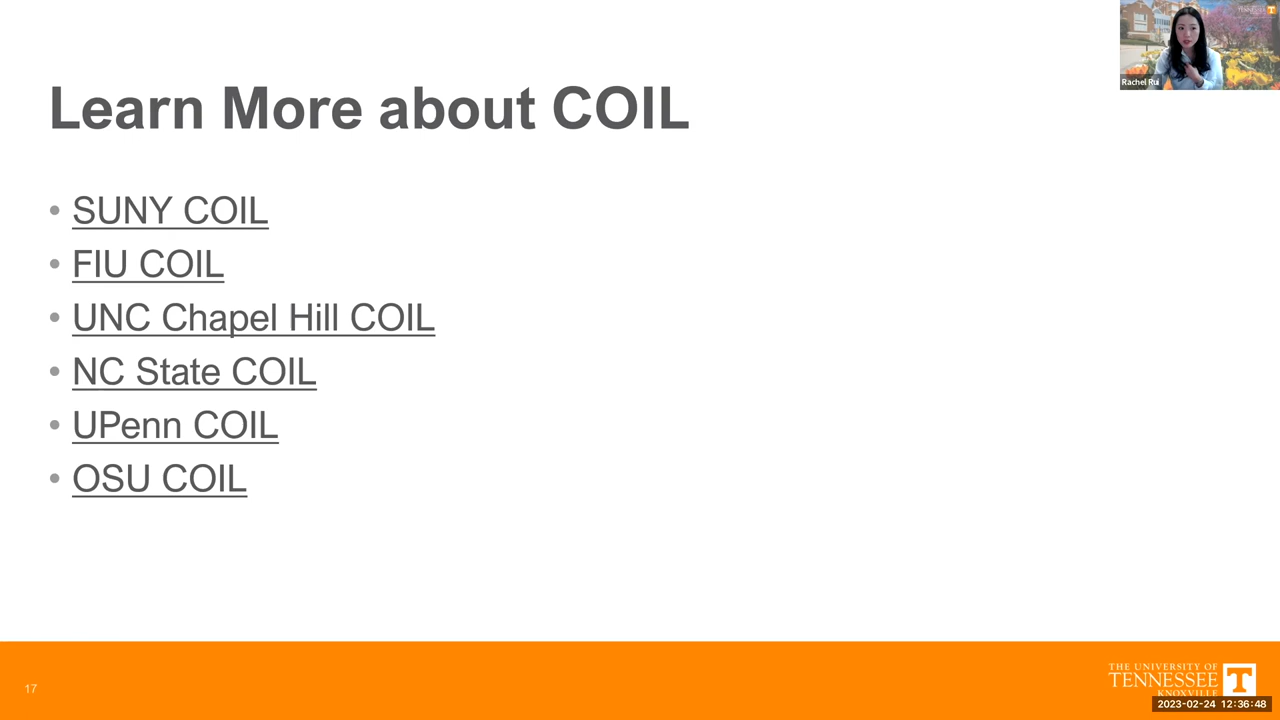 TENNESSEE T
Rachel Rui
Learn More about COIL
• SUNY COIL
• FIU COIL
• UNC Chapel Hill COIL
• NC State COIL
• UPenn COIL
• OSU COIL
17
THE UNIVERSITY OF
TENNESSEE T
KNOXVILLE
2023-02-24 12:36:48